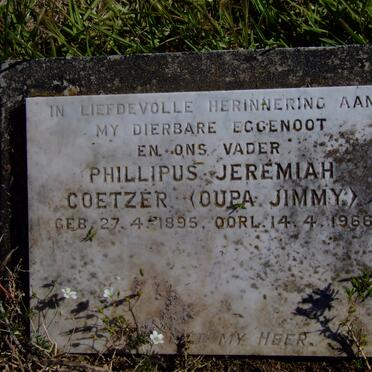 IN LIEFDEVOLLE HERINNERING AAN
MY DIERBARE EGGENOOT
EN ONS VADER
PHILLIPUS JEREMIAH
COETZER (OUPA JIMMY.)
GEB. 27.4.1895, OORL. 14.4.1966
MY HEER